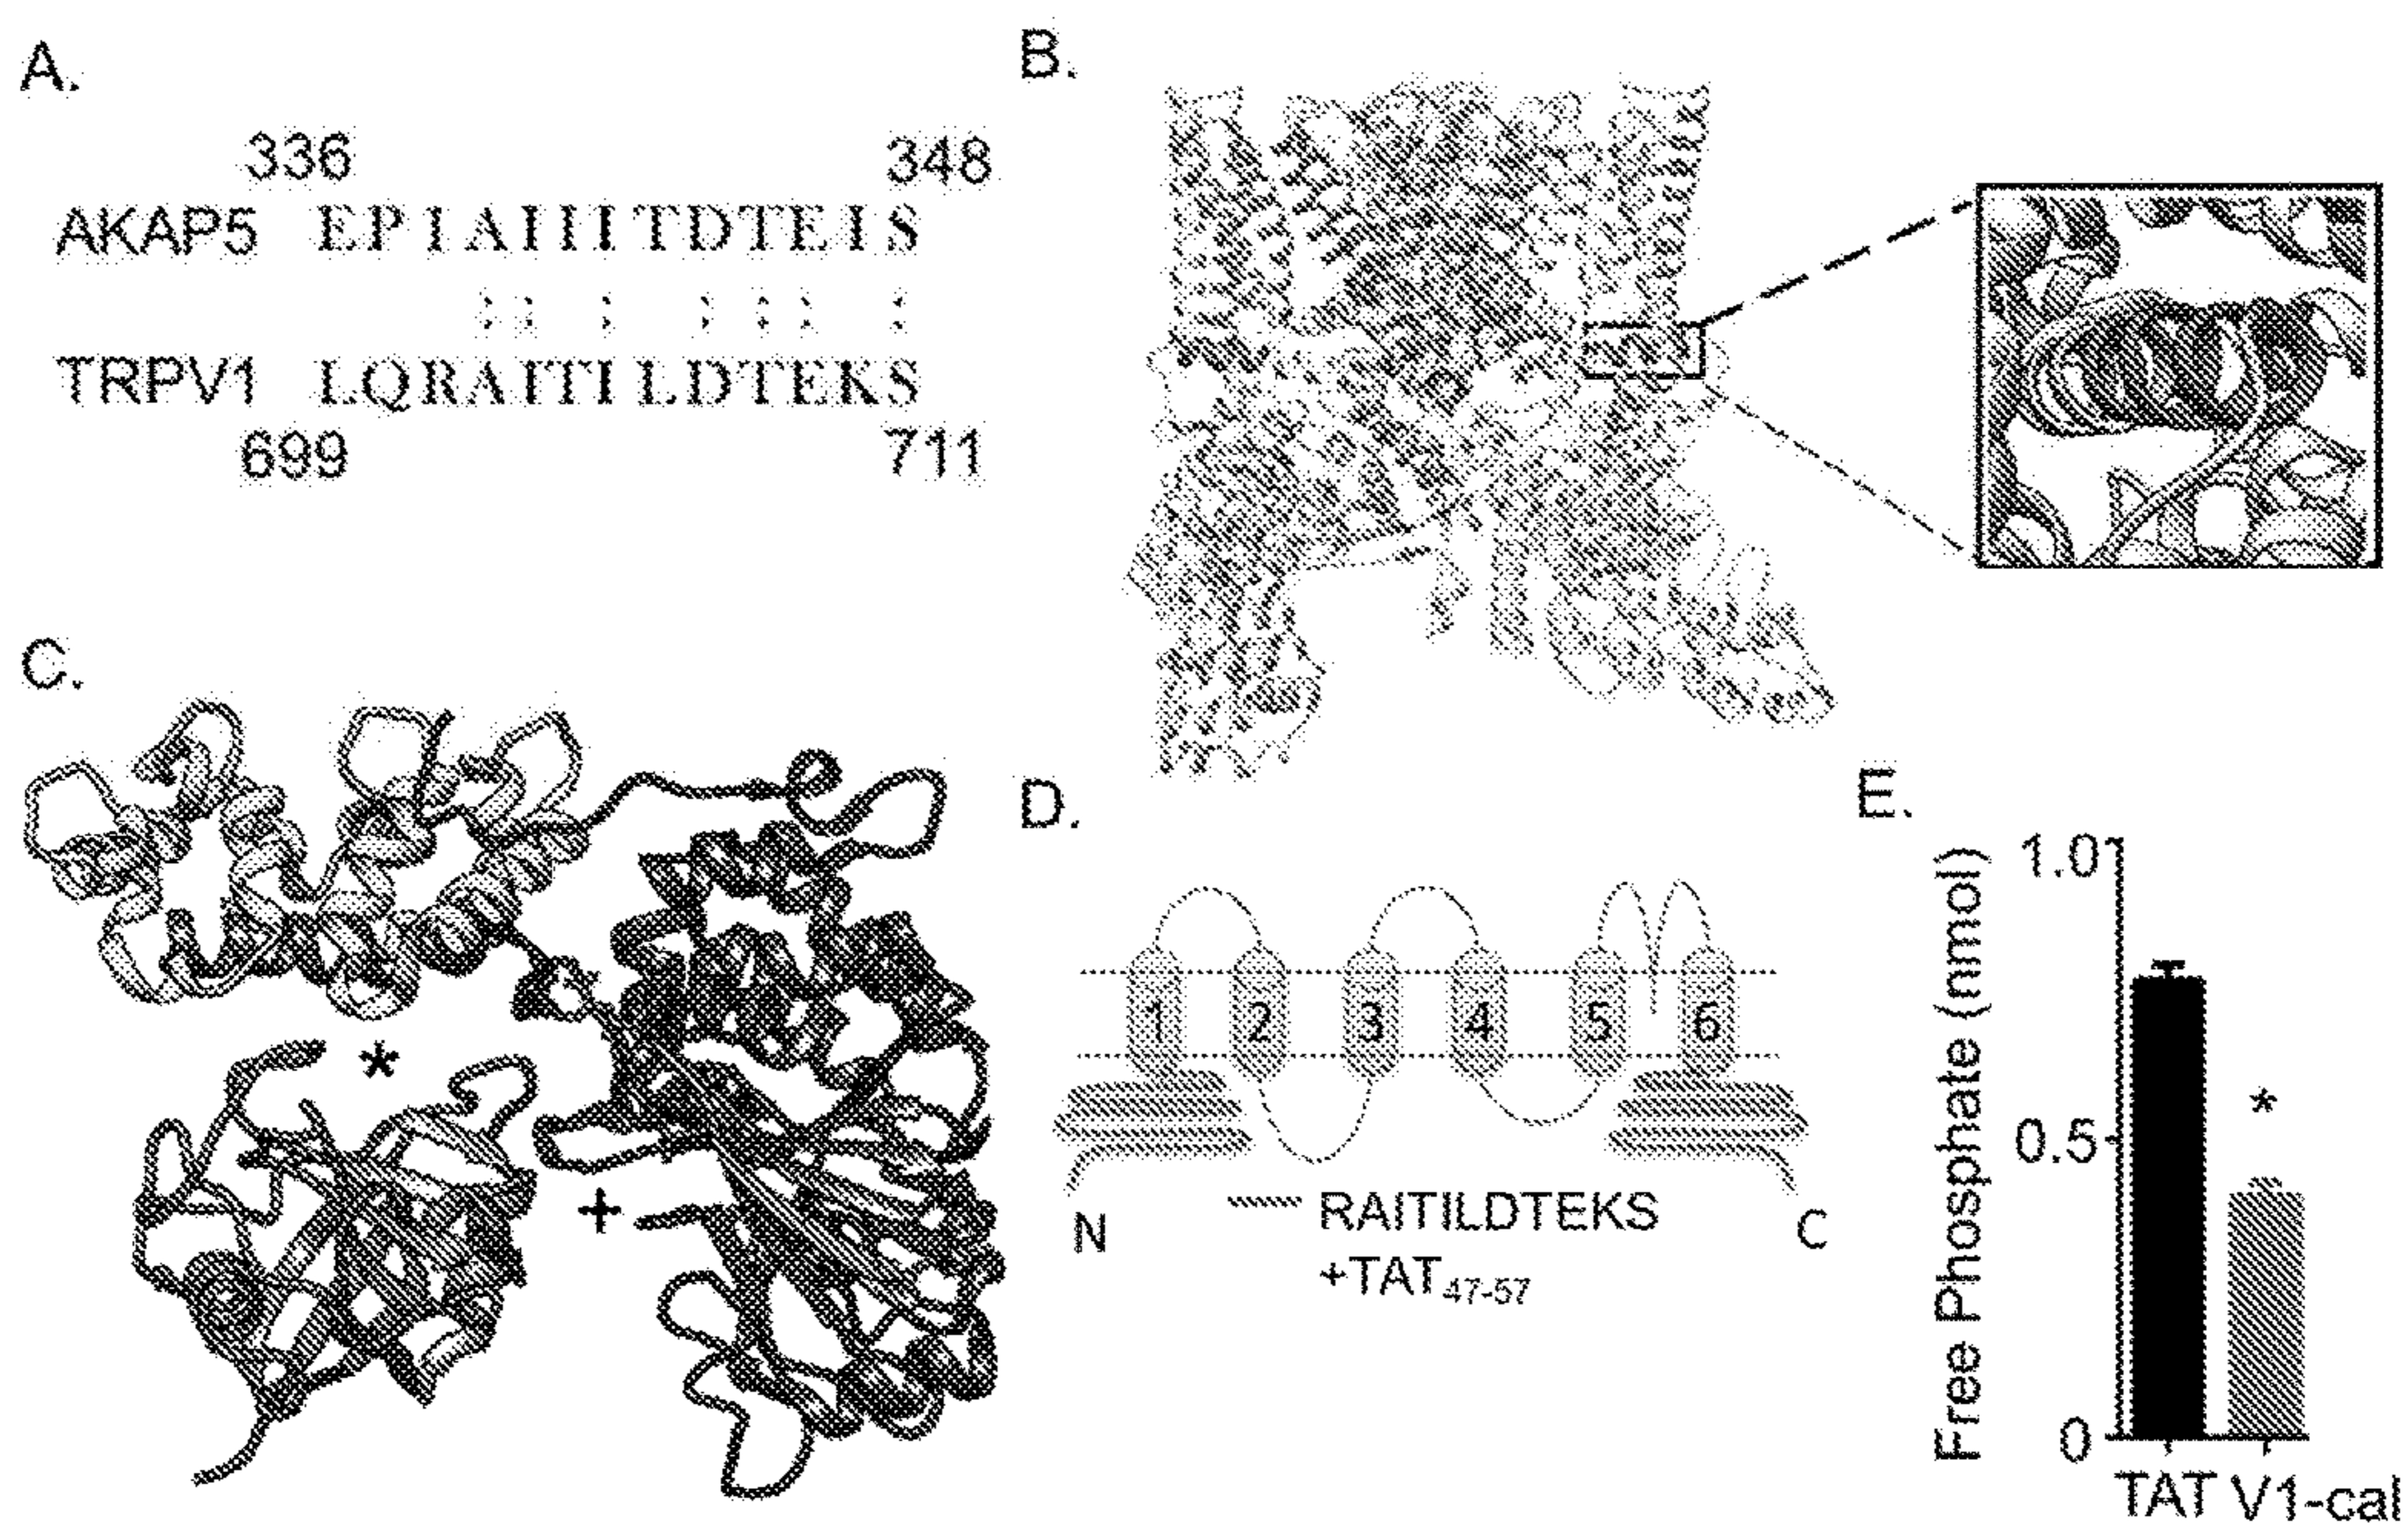 A.
336 348
AKAP5 EPIAIIITDTEIS
TRPV1 LQRAITILDTEKS
699 711
B.
C.
*
+
D.
1 2 3 4 5 6
N C
RAITILDTEKS
+TAT47-57
E.
Free Phosphate (nmol)
1.0
0.5
0
*
TAT V1-cal